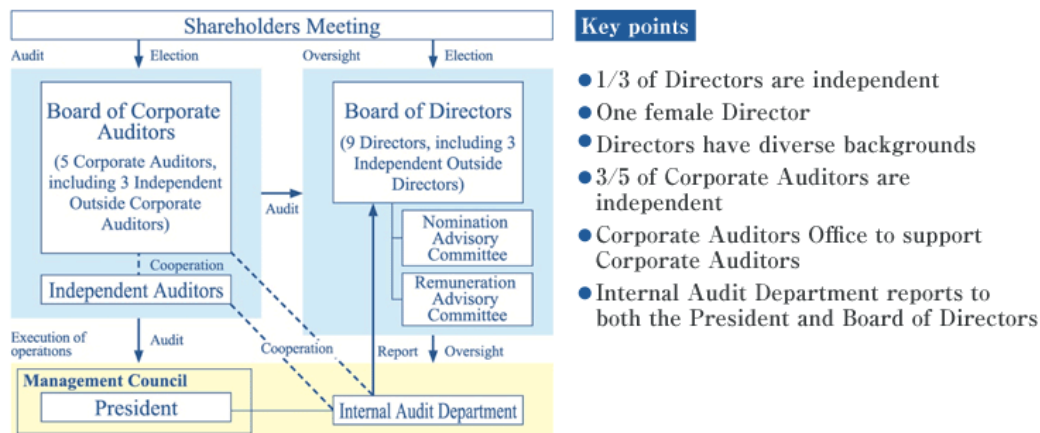 Shareholders Meeting
Audit
Election
Oversight
Election
Board of Corporate
Auditors
(5 Corporate Auditors,
including 3 Independent
Outside Corporate
Auditors)
Audit
Board of Directors
(9 Directors, including 3
Independent Outside
Directors)
Nomination
Advisory
Committee
Remuneration
Advisory
Committee
Cooperation
Independent Auditors
Execution of
operations
Audit
Cooperation
Report
Oversight
Management Council
President
Internal Audit Department
Key points
● 1/3 of Directors are independent
● One female Director
● Directors have diverse backgrounds
● 3/5 of Corporate Auditors are
independent
● Corporate Auditors Office to support
Corporate Auditors
● Internal Audit Department reports to
both the President and Board of Directors